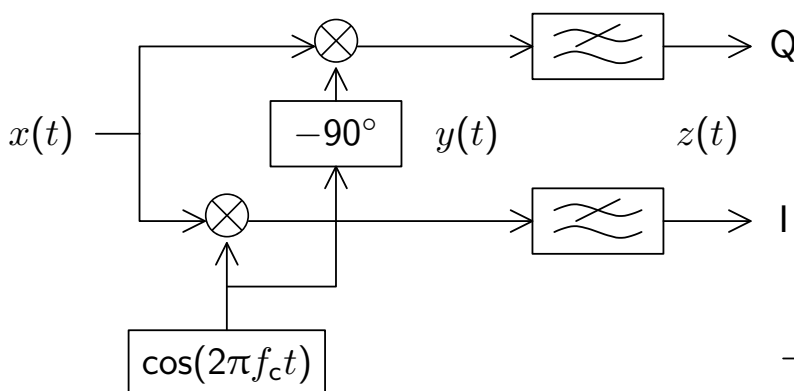 Q
x(t)
−90°
y(t)
z(t)
I
cos(2πf_c t)